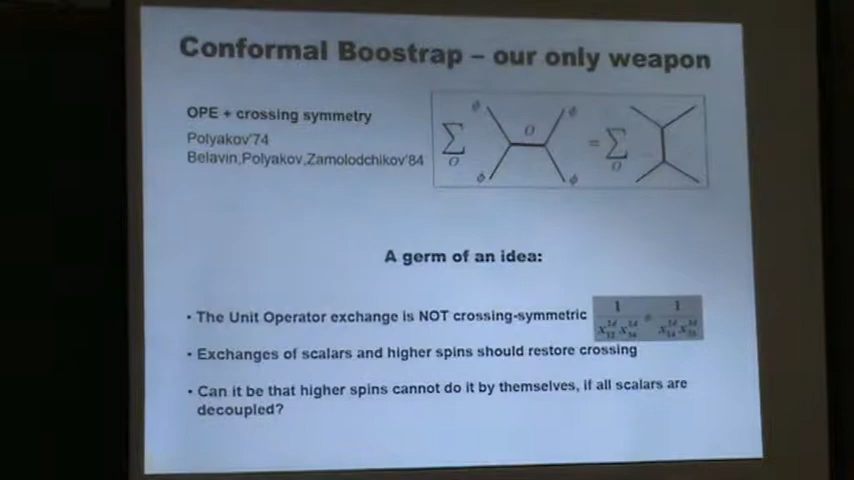 Conformal Boostrap – our only weapon
OPE + crossing symmetry
Polyakov'74
Belavin,Polyakov,Zamolodchikov'84
ϕ ϕ
∑ O = ∑
O O
ϕ ϕ
A germ of an idea:
• The Unit Operator exchange is NOT crossing-symmetric
1 1
• Exchanges of scalars and higher spins should restore crossing
• Can it be that higher spins cannot do it by themselves, if all scalars are
decoupled?